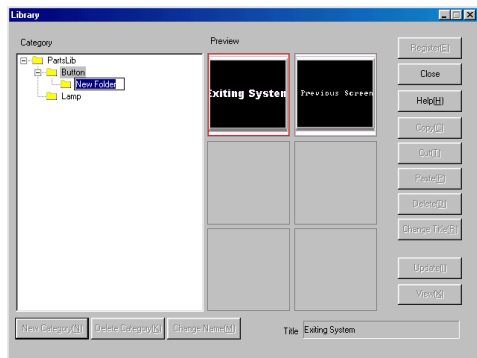 Library
Category
PartsLib
Button
New Folder
Lamp
Preview
Exiting System
Previous Screen
Register(E)
Close
Help(H)
Copy(C)
Cut(T)
Paste(P)
Delete(D)
Change Title(R)
Update(I)
View(X)
New Category(N) Delete Category(K) Change Name(M)
Title Exiting System